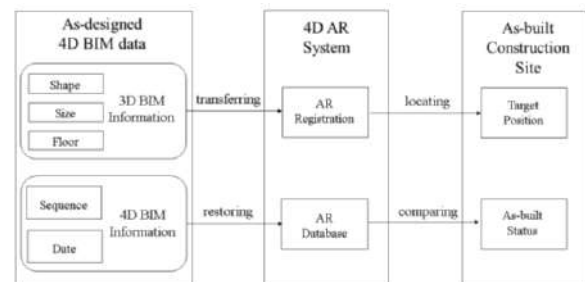 As-designed
4D BIM data
Shape
Size
Floor
3D BIM
Information
transferring
Sequence
Date
4D BIM
Information
restoring
4D AR
System
AR
Registration
locating
AR
Database
comparing
As-built
Construction
Site
Target
Position
As-built
Status